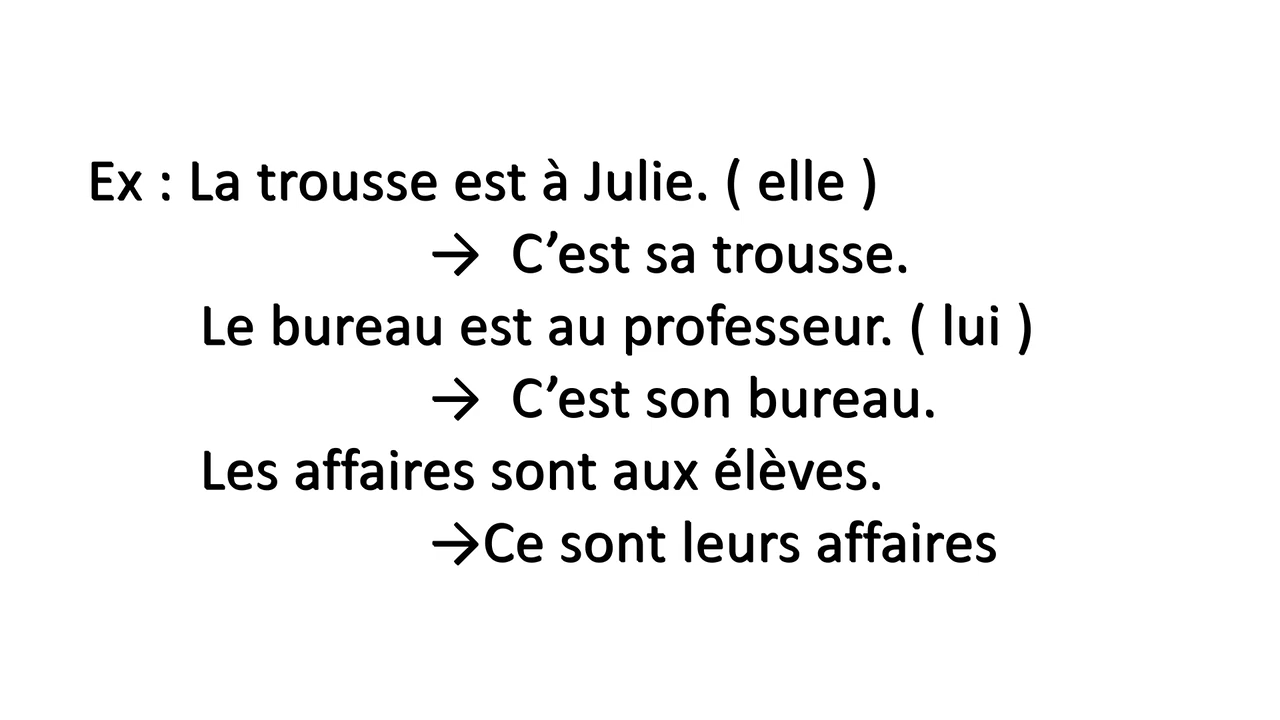 Ex : La trousse est à Julie. ( elle )
→ C’est sa trousse.
Le bureau est au professeur. ( lui )
→ C’est son bureau.
Les affaires sont aux élèves.
→Ce sont leurs affaires